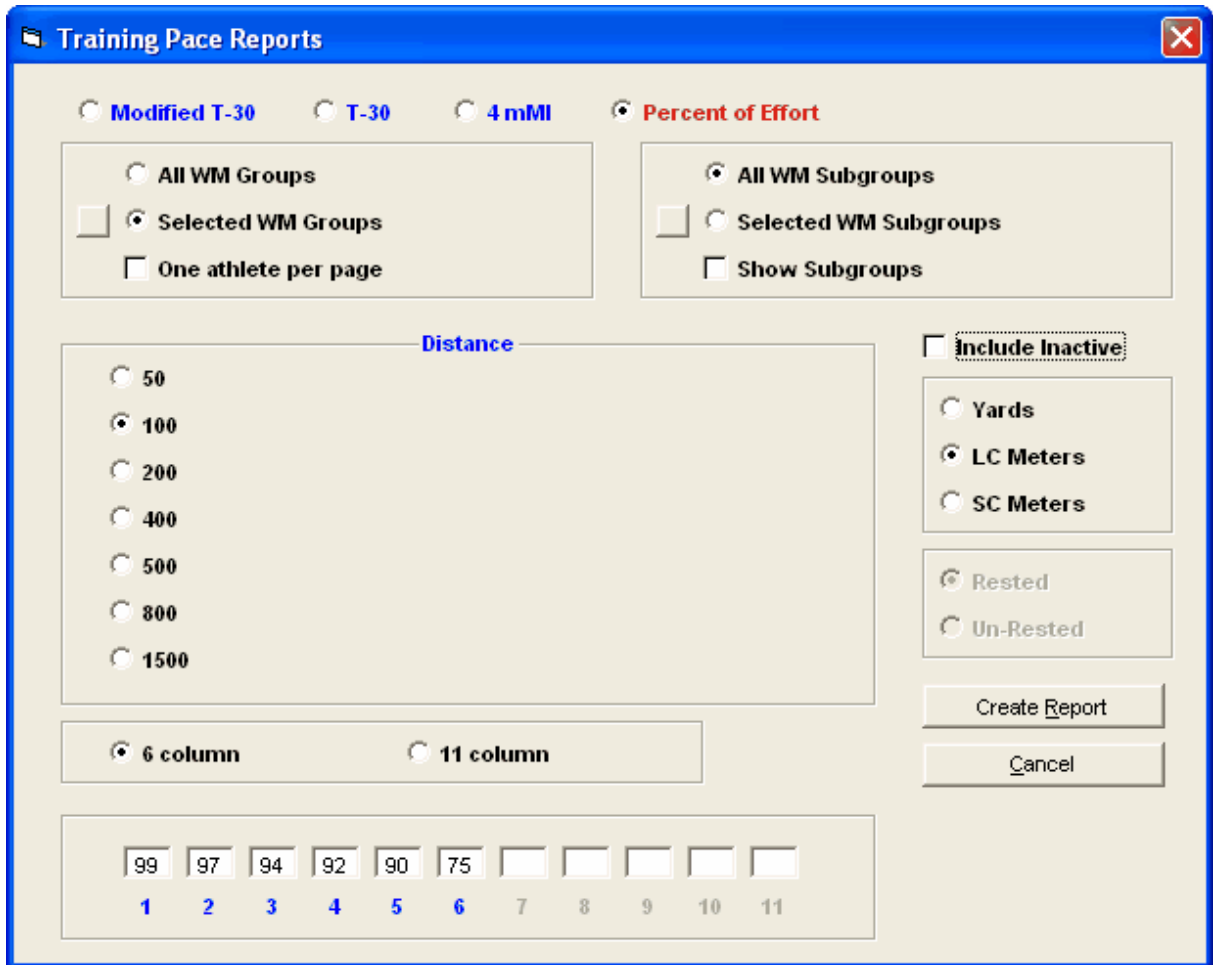 Training Pace Reports
Modified T-30 T-30 4 mMI Percent of Effort
All WM Groups
Selected WM Groups
One athlete per page
All WM Subgroups
Selected WM Subgroups
Show Subgroups
Distance
50
100
200
400
500
800
1500
Include Inactive
Yards
LC Meters
SC Meters
Rested
Un-Rested
Create Report
Cancel
6 column 11 column
99 97 94 92 90 75
1 2 3 4 5 6 7 8 9 10 11